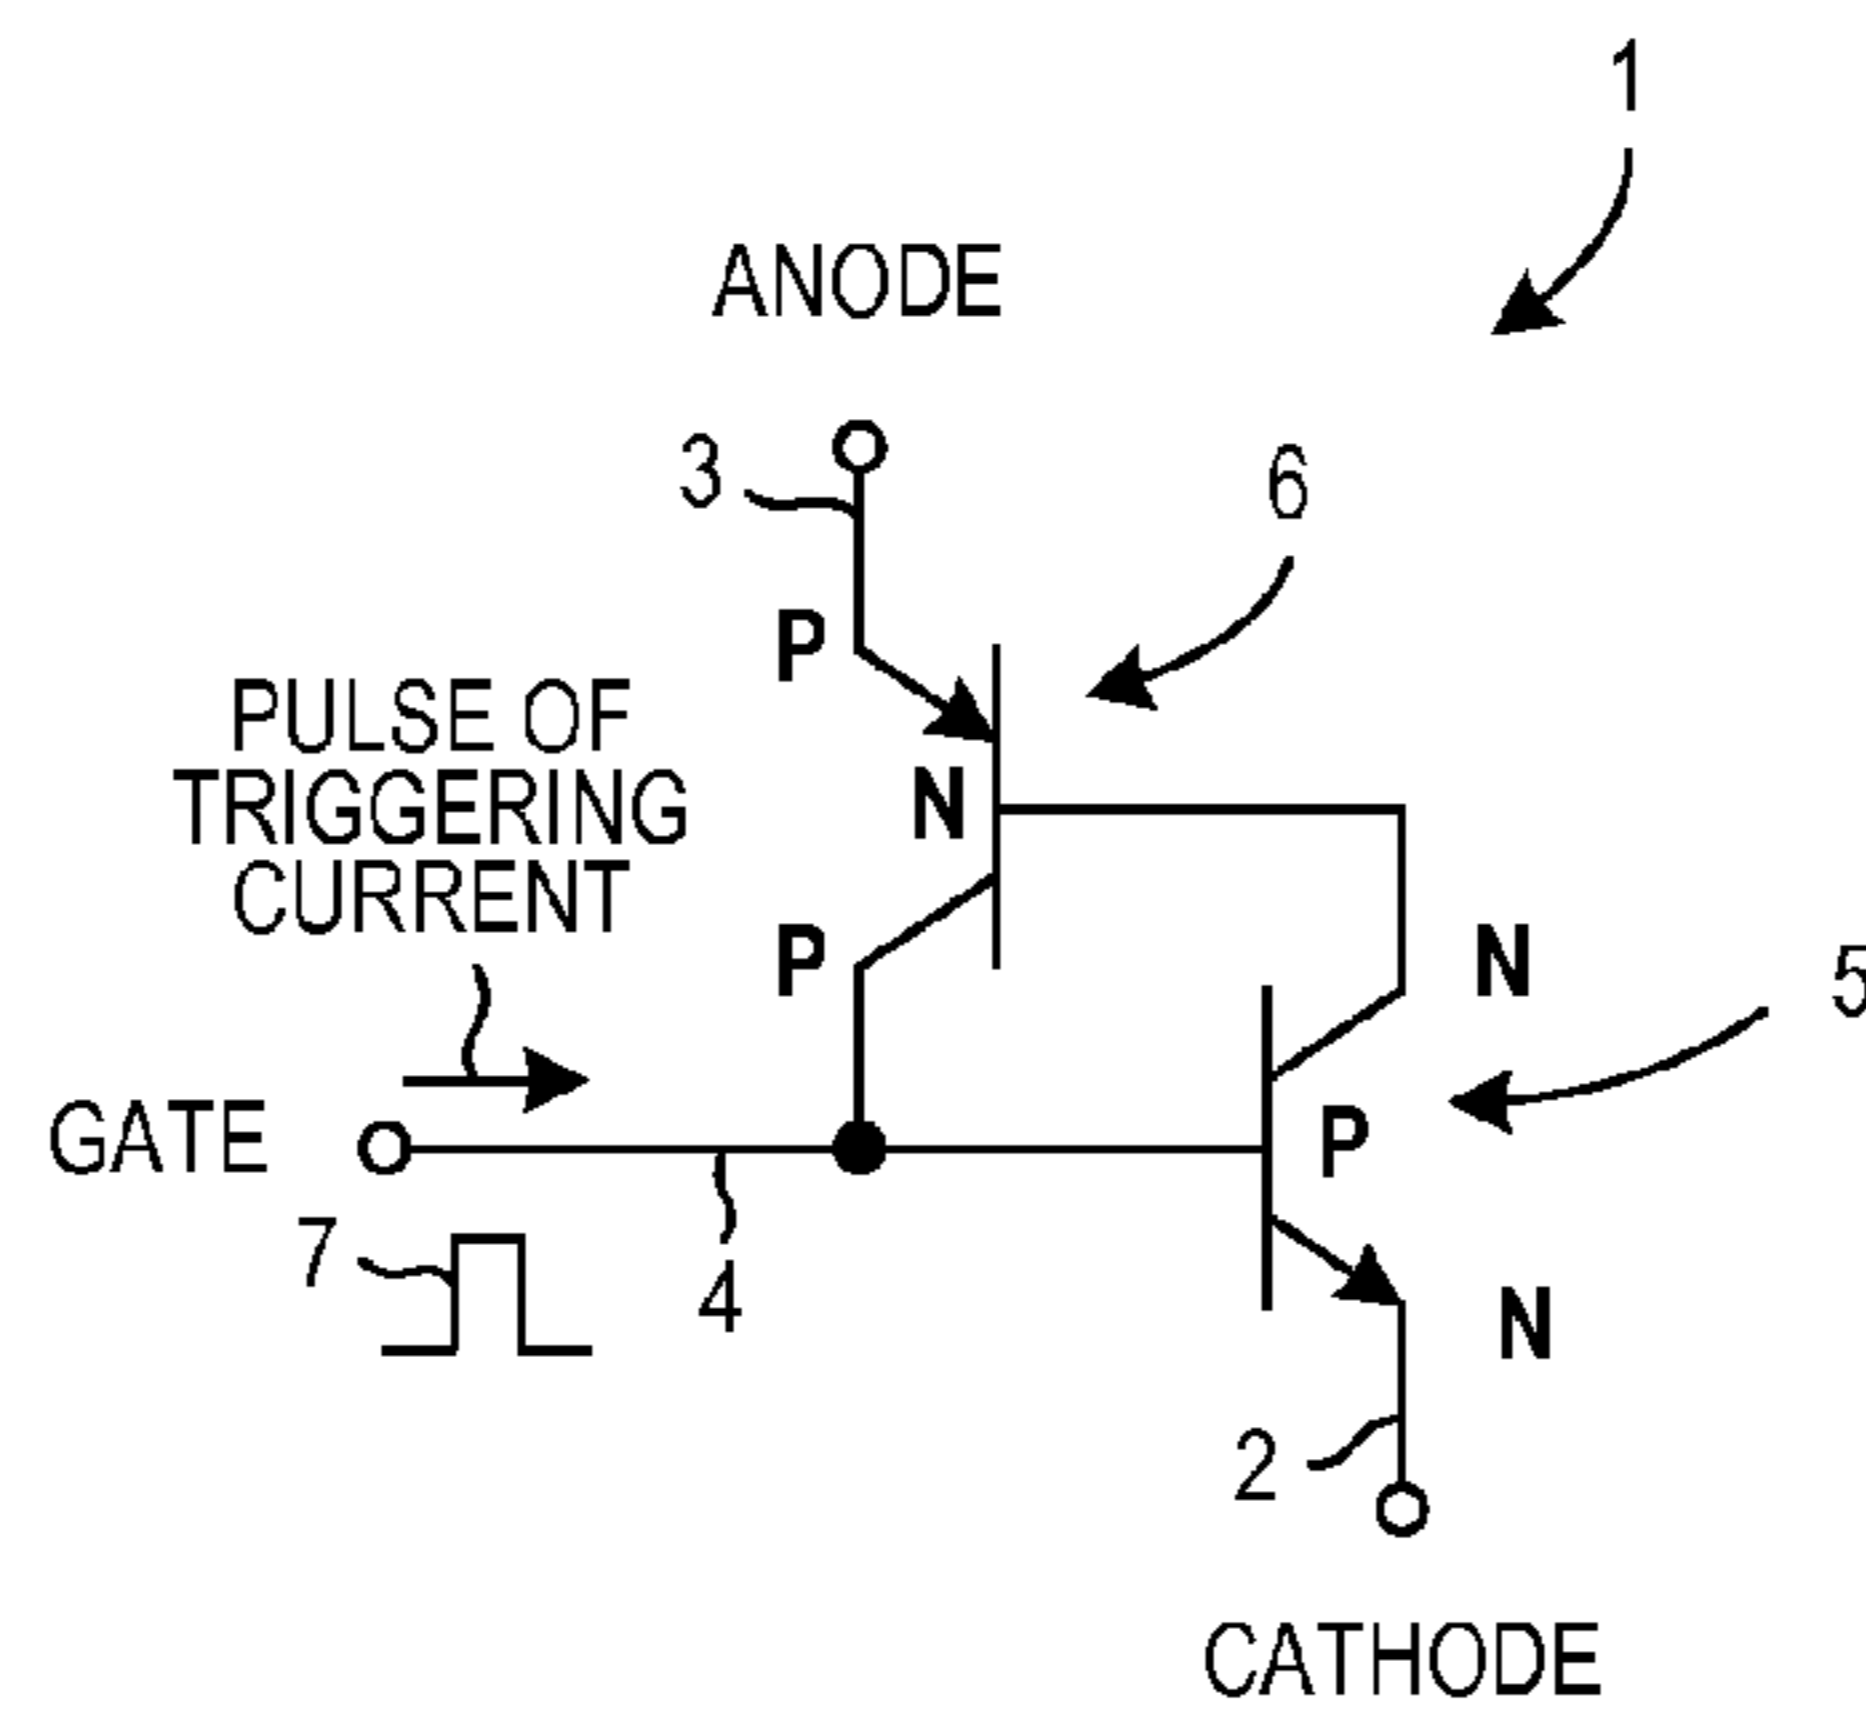 1
ANODE
3
6
P
PULSE OF
TRIGGERING
CURRENT
N
P
N
5
GATE
P
7
4
N
2
CATHODE